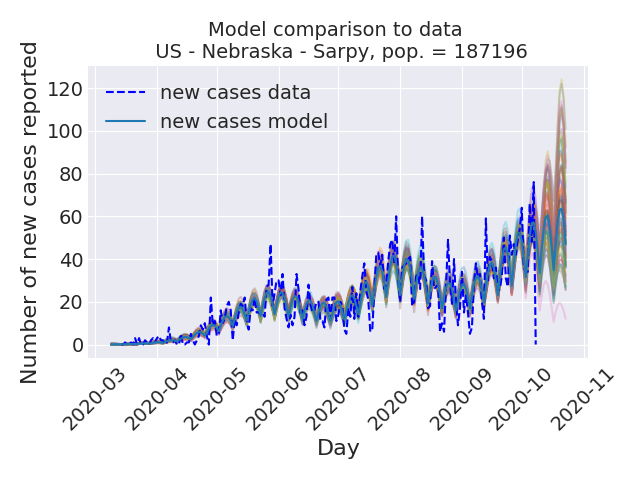 Model comparison to data
US - Nebraska - Sarpy, pop. = 187196
Number of new cases reported
120
100
80
60
40
20
0
new cases data
new cases model
2020-03
2020-04
2020-05
2020-06
2020-07
2020-08
2020-09
2020-10
2020-11
Day